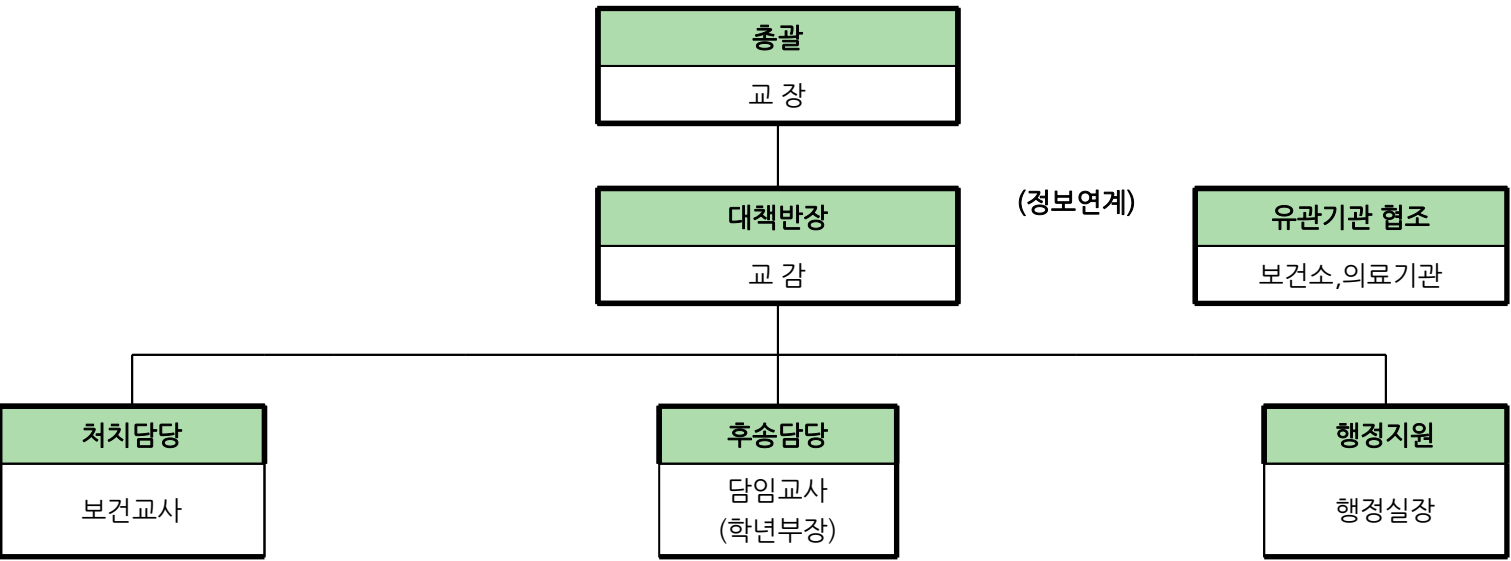 총괄
교 장
대책반장
교 감
(정보연계)
유관기관 협조
보건소,의료기관
처치담당
보건교사
후송담당
담임교사
(학년부장)
행정지원
행정실장